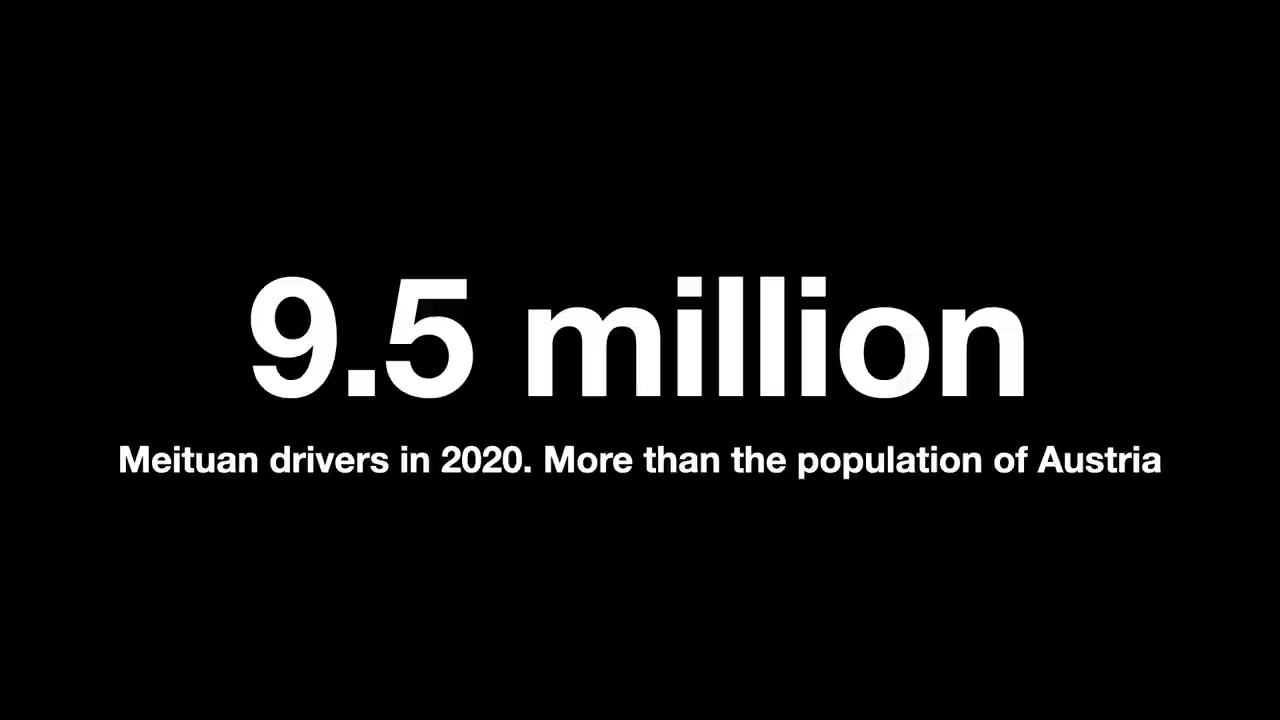 9.5 million
Meituan drivers in 2020. More than the population of Austria